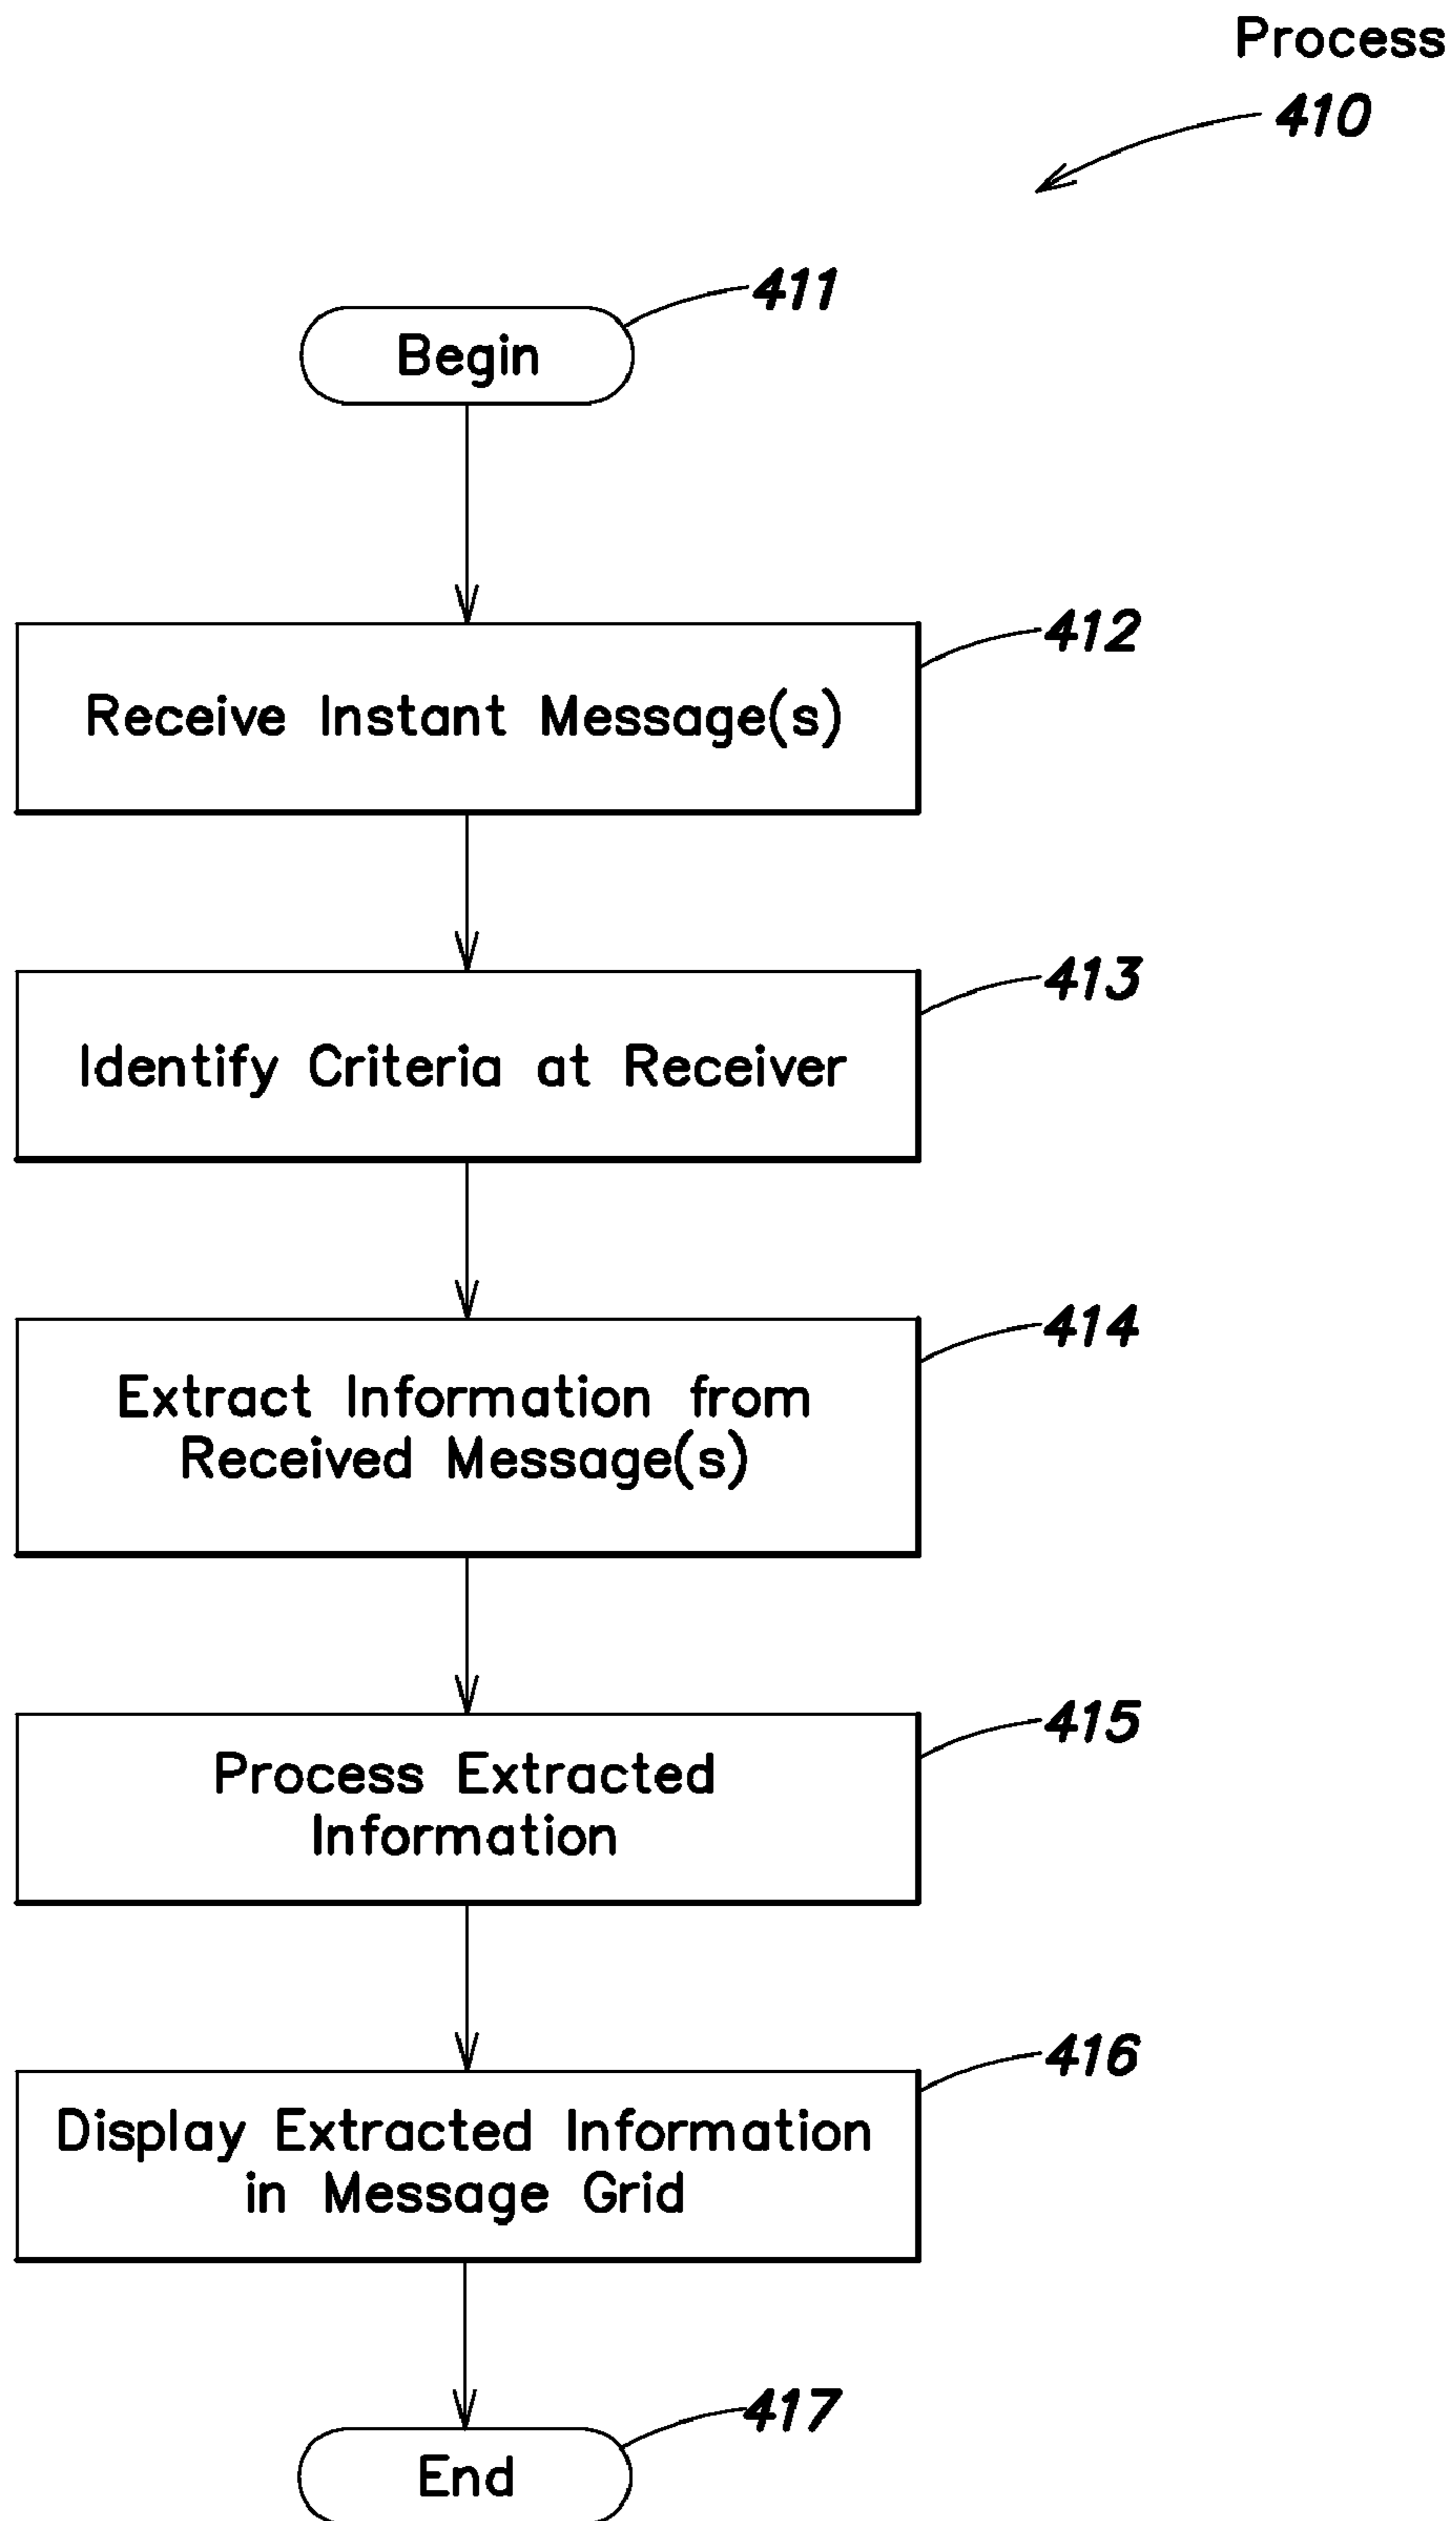 Process
410
411
Begin
412
Receive Instant Message(s)
413
Identify Criteria at Receiver
414
Extract Information from
Received Message(s)
415
Process Extracted
Information
416
Display Extracted Information
in Message Grid
417
End